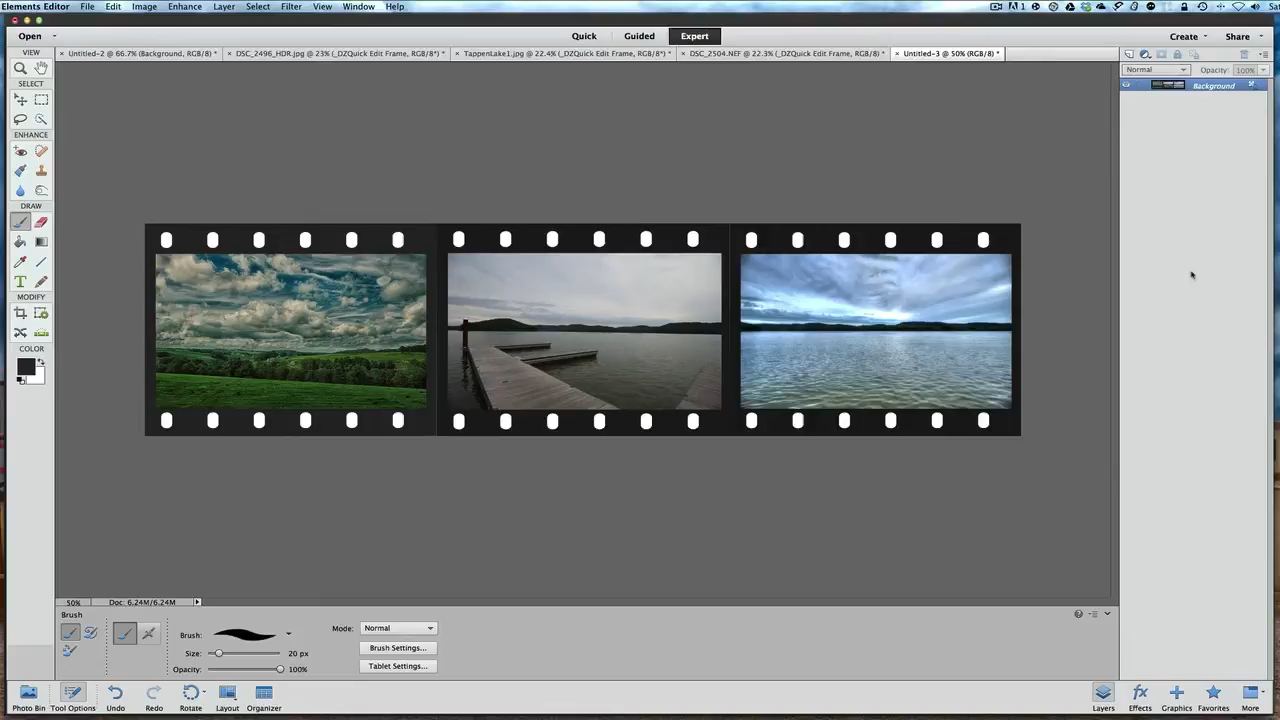 Elements Editor File Edit Image Enhance Layer Select Filter View Window Help
Open Quick Guided Expert Create Share
VIEW
× Untitled-2 @ 66.7% (Background, RGB/8) * × DSC_2496_HDR.jpg @ 23% (_DZQuick Edit Frame, RGB/8*) * × TappenLake1.jpg @ 22.4% (_DZQuick Edit Frame, RGB/8*) * × DSC_2504.NEF @ 22.3% (_DZQuick Edit Frame, RGB/8) * × Untitled-3 @ 50% (RGB/8) *
Normal Opacity: 100%
SELECT
Background
ENHANCE
DRAW
T
MODIFY
COLOR
50% Doc: 6.24M/6.24M
Brush
Brush: Mode: Normal
Size: 20 px Brush Settings...
Opacity: 100% Tablet Settings...
Photo Bin Tool Options Undo Redo Rotate Layout Organizer
fx
Layers Effects Graphics Favorites More